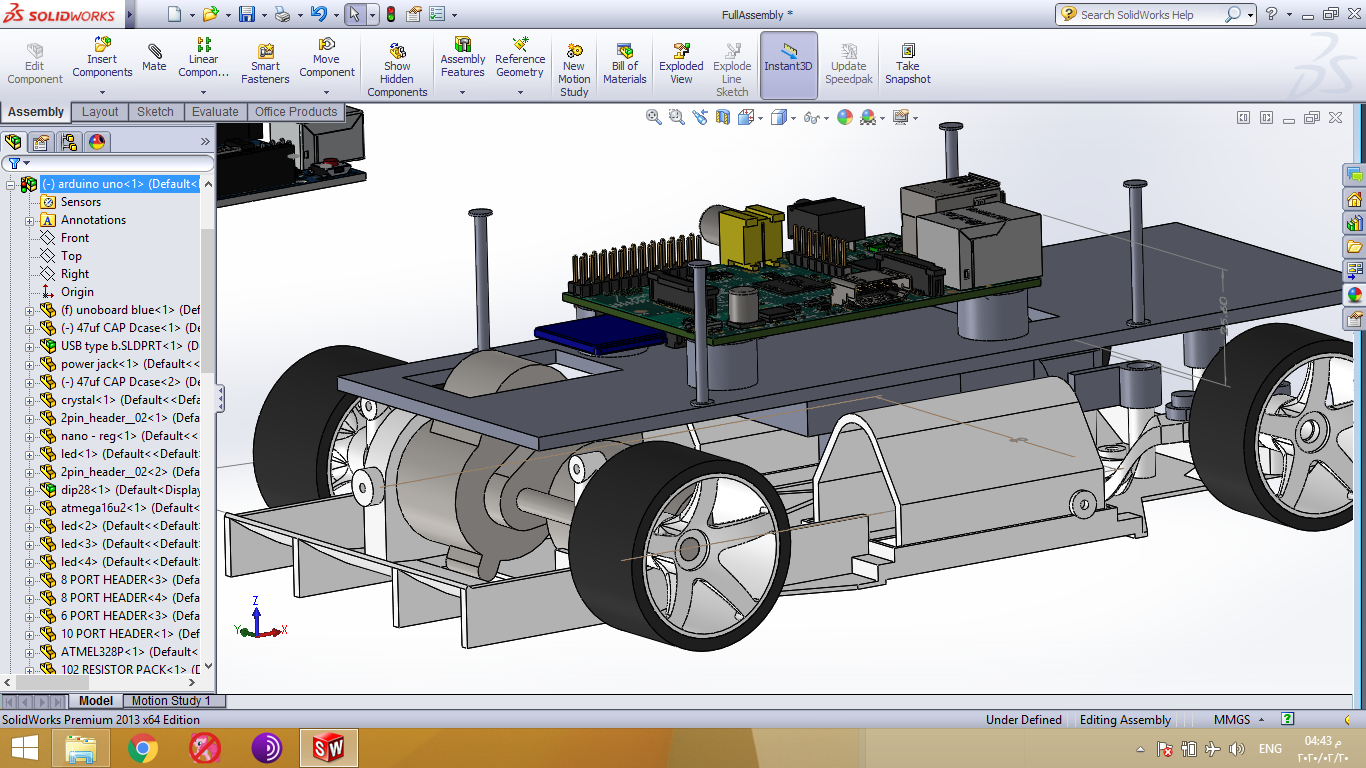 SOLIDWORKS
FullAssembly *
Search SolidWorks Help
Edit
Component
Insert
Components
Mate
Linear
Compon...
Smart
Fasteners
Move
Component
Show
Hidden
Components
Assembly
Features
Reference
Geometry
New
Motion
Study
Bill of
Materials
Exploded
View
Explode
Line
Sketch
Instant3D
Update
Speedpak
Take
Snapshot
Assembly
Layout
Sketch
Evaluate
Office Products
(-) arduino uno<1> (Default<
Sensors
Annotations
Front
Top
Right
Origin
(f) unoboard blue<1> (Def
(-) 47uf CAP Dcase<1> (De
USB type b.SLDPRT<1> (De
power jack<1> (Default<<
(-) 47uf CAP Dcase<2> (De
crystal<1> (Default<<Defa
2pin_header__02<1> (Defa
nano - reg<1> (Default<<
led<1> (Default<<Default
2pin_header__02<2> (Defa
dip28<1> (Default<Display
atmega16u2<1> (Default<
led<2> (Default<<Default
led<3> (Default<<Default
led<4> (Default<<Default
8 PORT HEADER<3> (Defa
8 PORT HEADER<4> (Defa
6 PORT HEADER<3> (Defa
10 PORT HEADER<1> (Def
ATMEL328P<1> (Default<
102 RESISTOR PACK<1> (D
Z
Y
X
Model
Motion Study 1
SolidWorks Premium 2013 x64 Edition
Under Defined
Editing Assembly
MMGS
ENG
04:43 م
٢٠٢٠/٠٢/٢٠